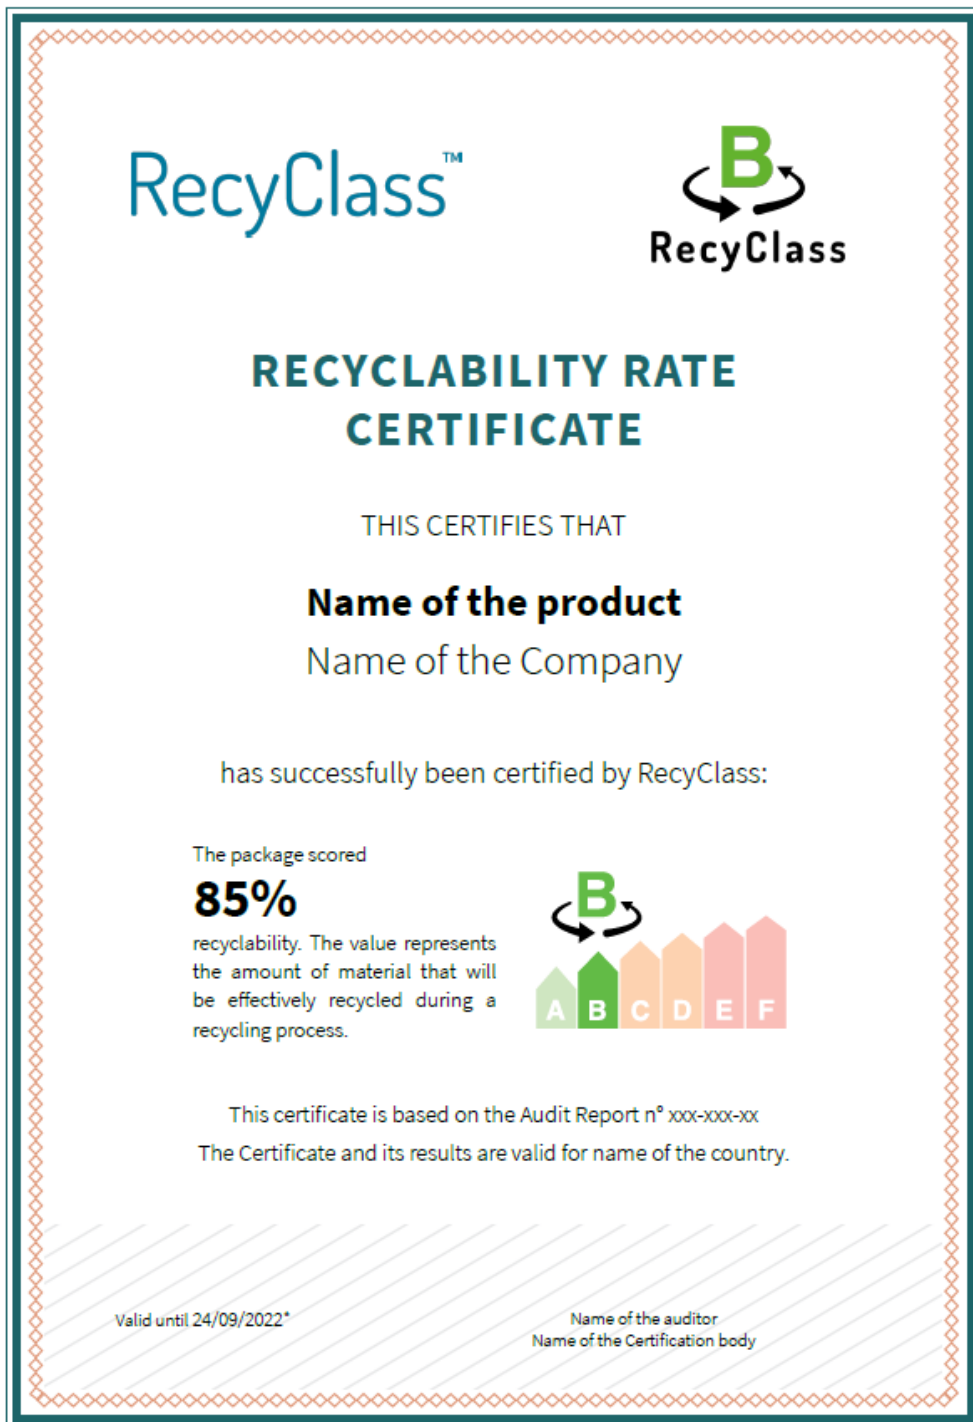 RecyClass™
B
RecyClass
RECYCLABILITY RATE
CERTIFICATE
THIS CERTIFIES THAT
Name of the product
Name of the Company
has successfully been certified by RecyClass:
The package scored
85%
recyclability. The value represents
the amount of material that will
be effectively recycled during a
recycling process.
B
A B C D E F
This certificate is based on the Audit Report n° xxx-xxx-xx
The Certificate and its results are valid for name of the country.
Valid until 24/09/2022*
Name of the auditor
Name of the Certification body